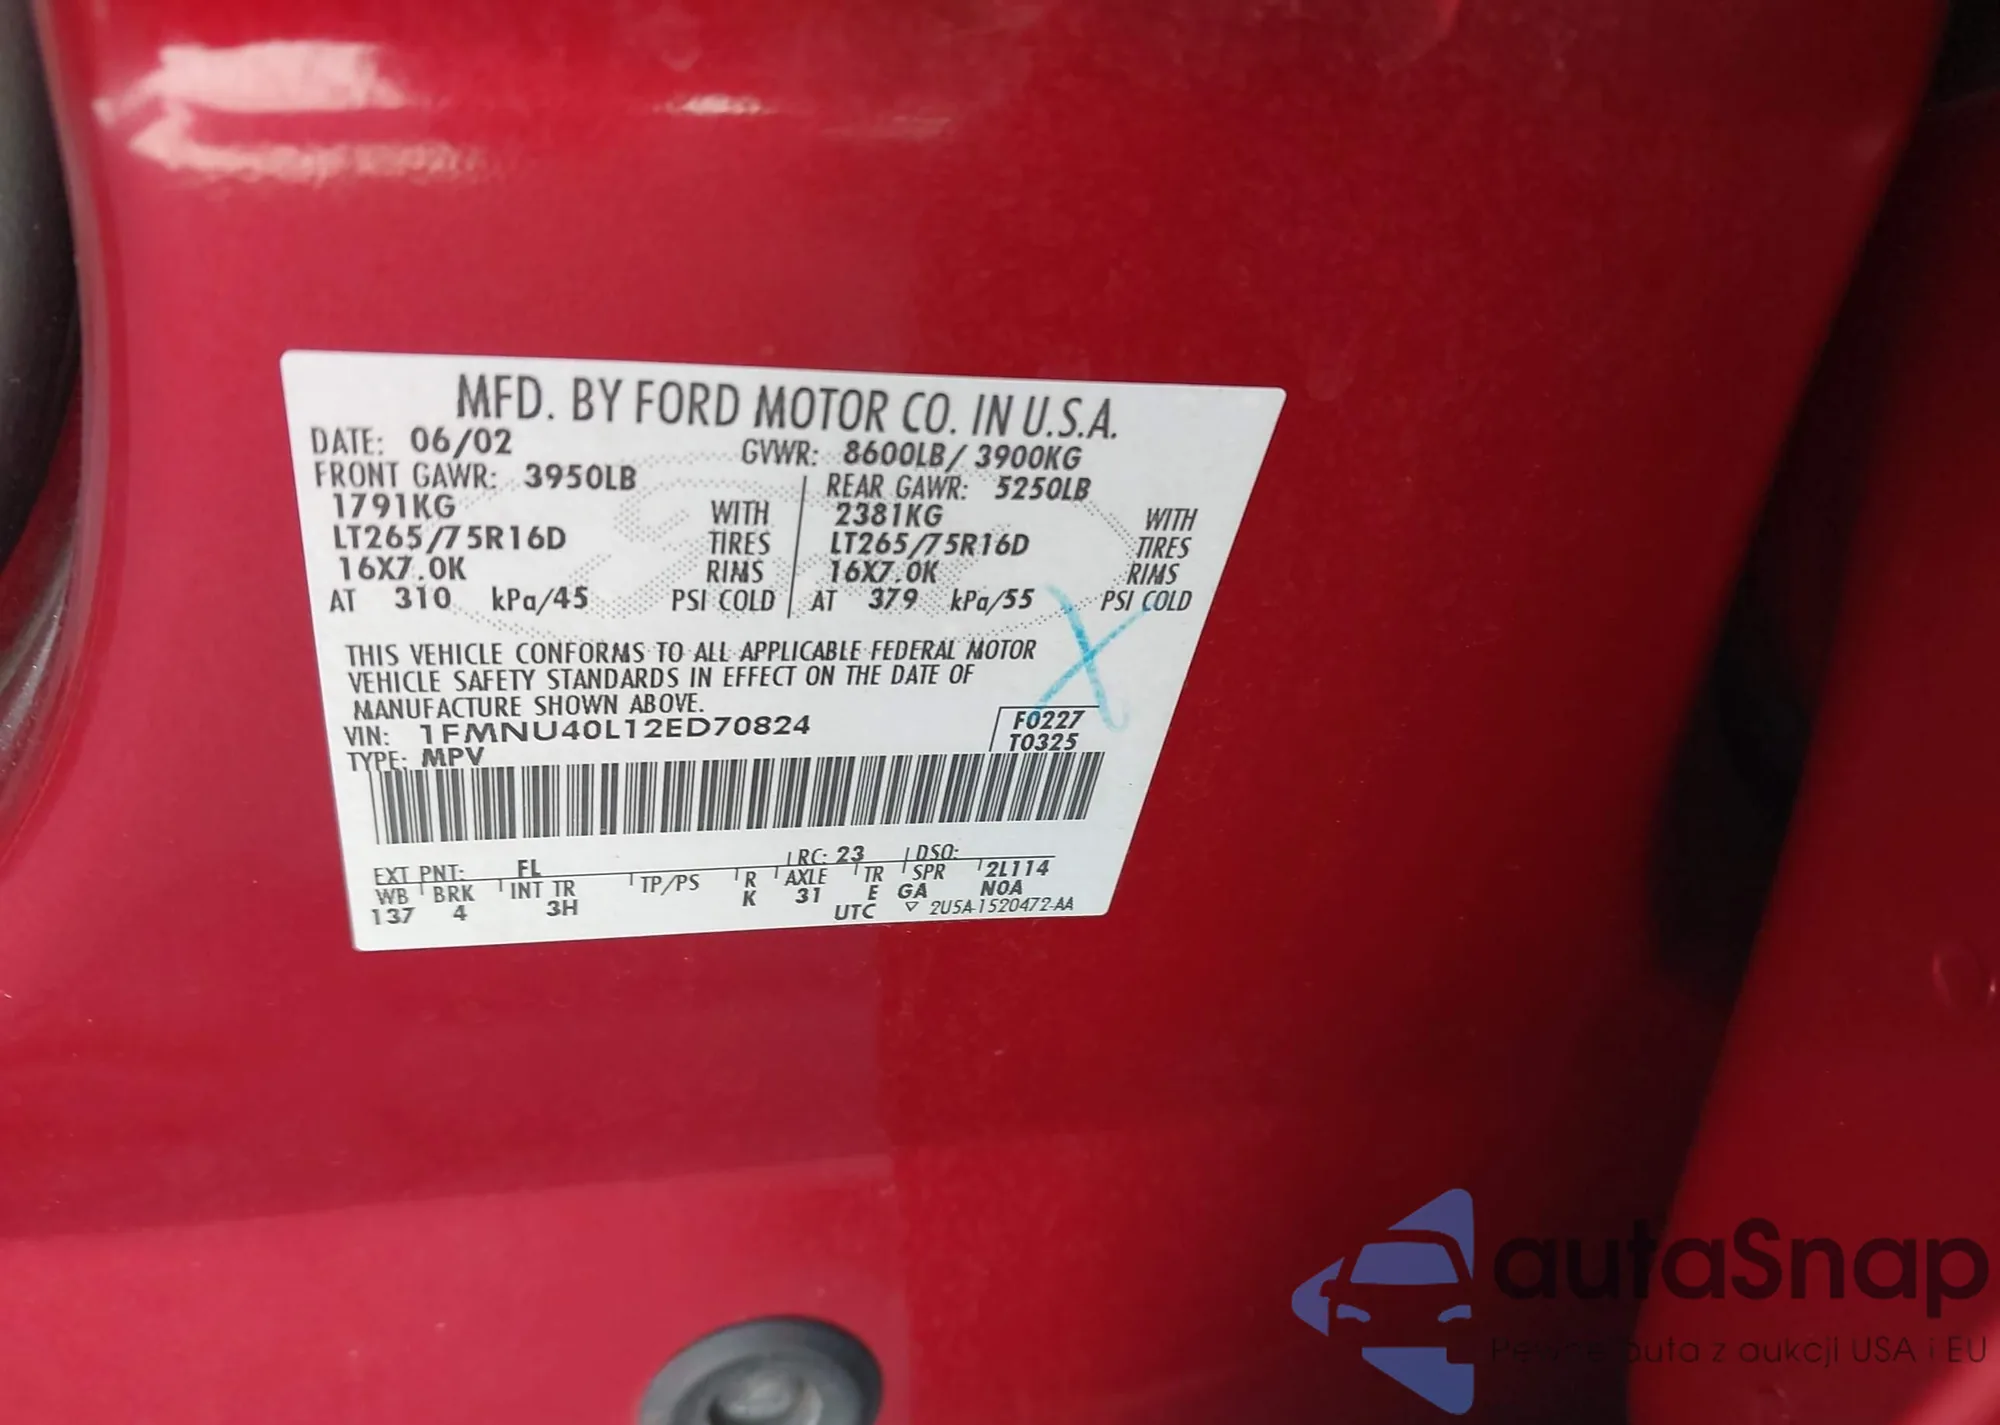 MFD. BY FORD MOTOR CO. IN U.S.A.
DATE: 06/02 GVWR: 8600LB/ 3900KG
FRONT GAWR: 3950LB REAR GAWR: 5250LB
1791KG WITH 2381KG WITH
LT265/75R16D TIRES LT265/75R16D TIRES
16X7.0K RIMS 16X7.0K RIMS
AT 310 kPa/45 PSI COLD AT 379 kPa/55 PSI COLD
THIS VEHICLE CONFORMS TO ALL APPLICABLE FEDERAL MOTOR
VEHICLE SAFETY STANDARDS IN EFFECT ON THE DATE OF
MANUFACTURE SHOWN ABOVE.
VIN: 1FMNU40L12ED70824 F0227
TYPE: MPV T0325
EXT PNT: FL RC: 23 DSO:
WB BRK INT TR TP/PS R AXLE TR SPR 2L114
137 4 3H K 31 E GA N0A
UTC ▽ 2U5A-1520472-AA
autaSnap
Pewne auta z aukcji USA i EU